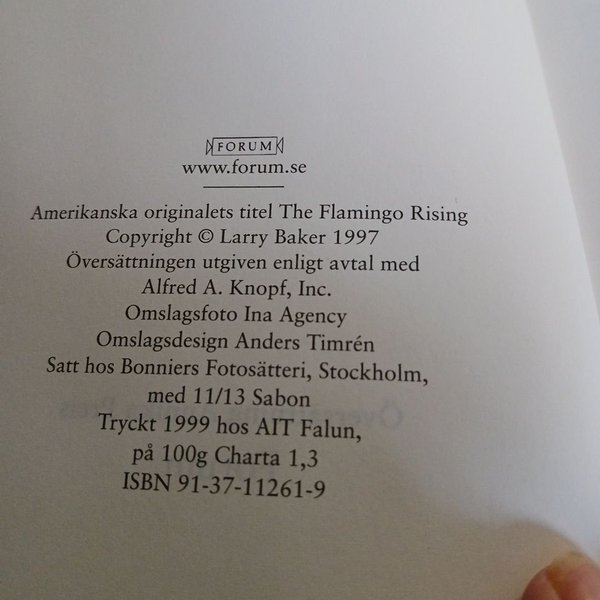 FORUM
www.forum.se
Amerikanska originalets titel The Flamingo Rising
Copyright © Larry Baker 1997
Översättningen utgiven enligt avtal med
Alfred A. Knopf, Inc.
Omslagsfoto Ina Agency
Omslagsdesign Anders Timrén
Satt hos Bonniers Fotosätteri, Stockholm,
med 11/13 Sabon
Tryckt 1999 hos AIT Falun,
på 100g Charta 1,3
ISBN 91-37-11261-9